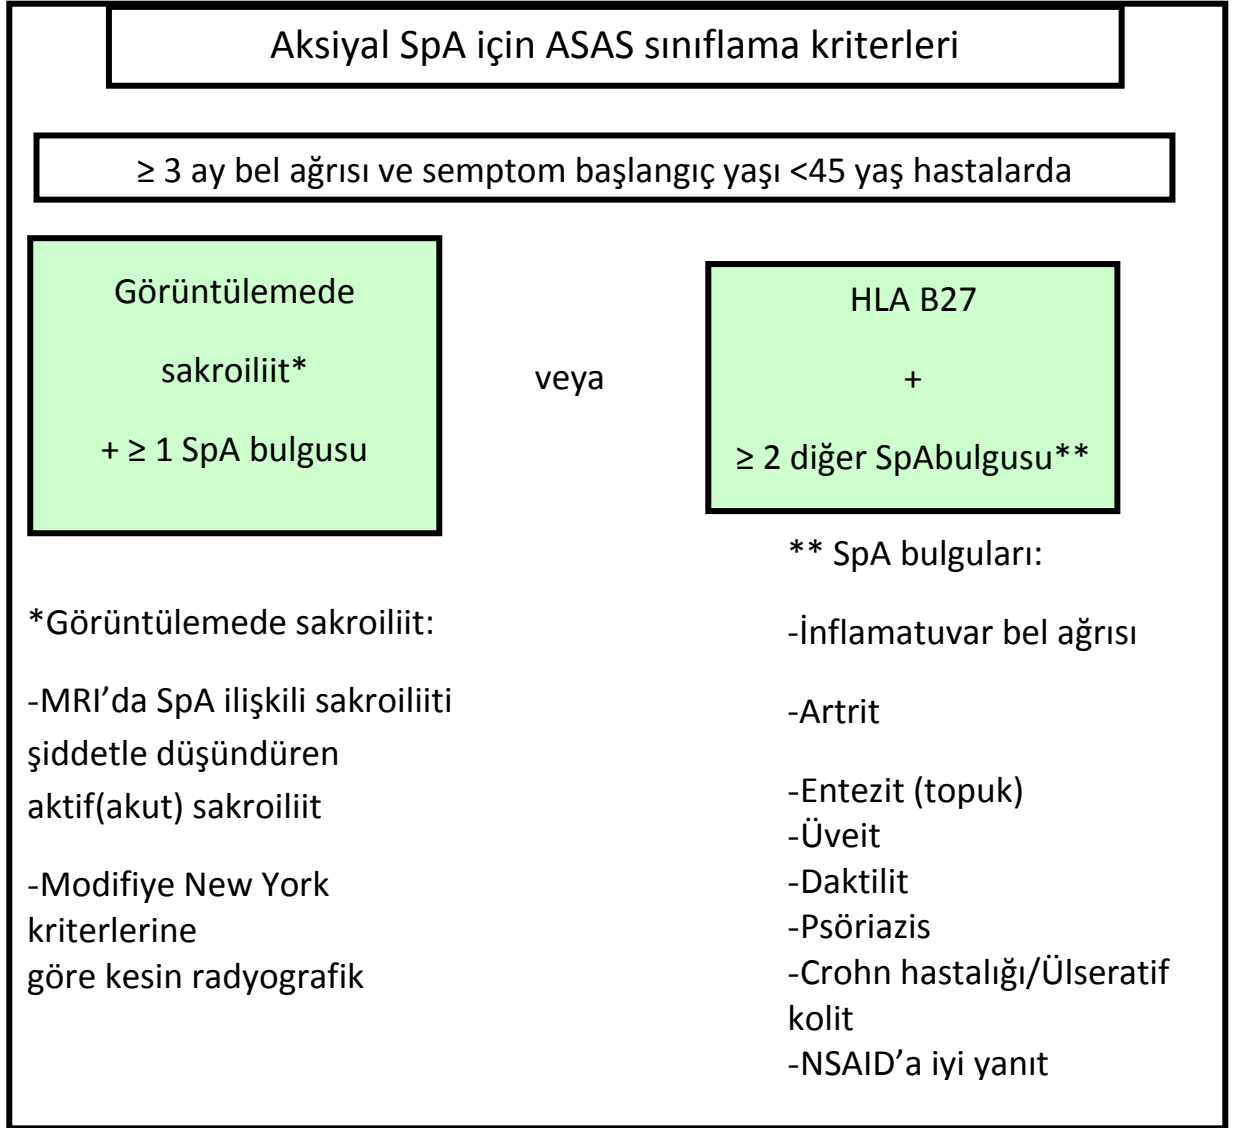 Aksiyal SpA için ASAS sınıflama kriterleri
≥ 3 ay bel ağrısı ve semptom başlangıç yaşı <45 yaş hastalarda
Görüntülemede
sakroiliit*
+ ≥ 1 SpA bulgusu
veya
HLA B27
+
≥ 2 diğer SpAbulgusu**
*Görüntülemede sakroiliit:
-MRI’da SpA ilişkili sakroiliiti
şiddetle düşündüren
aktif(akut) sakroiliit
-Modifiye New York
kriterlerine
göre kesin radyografik
** SpA bulguları:
-İnflamatuvar bel ağrısı
-Artrit
-Entezit (topuk)
-Üveit
-Daktilit
-Psöriazis
-Crohn hastalığı/Ülseratif
kolit
-NSAID’a iyi yanıt